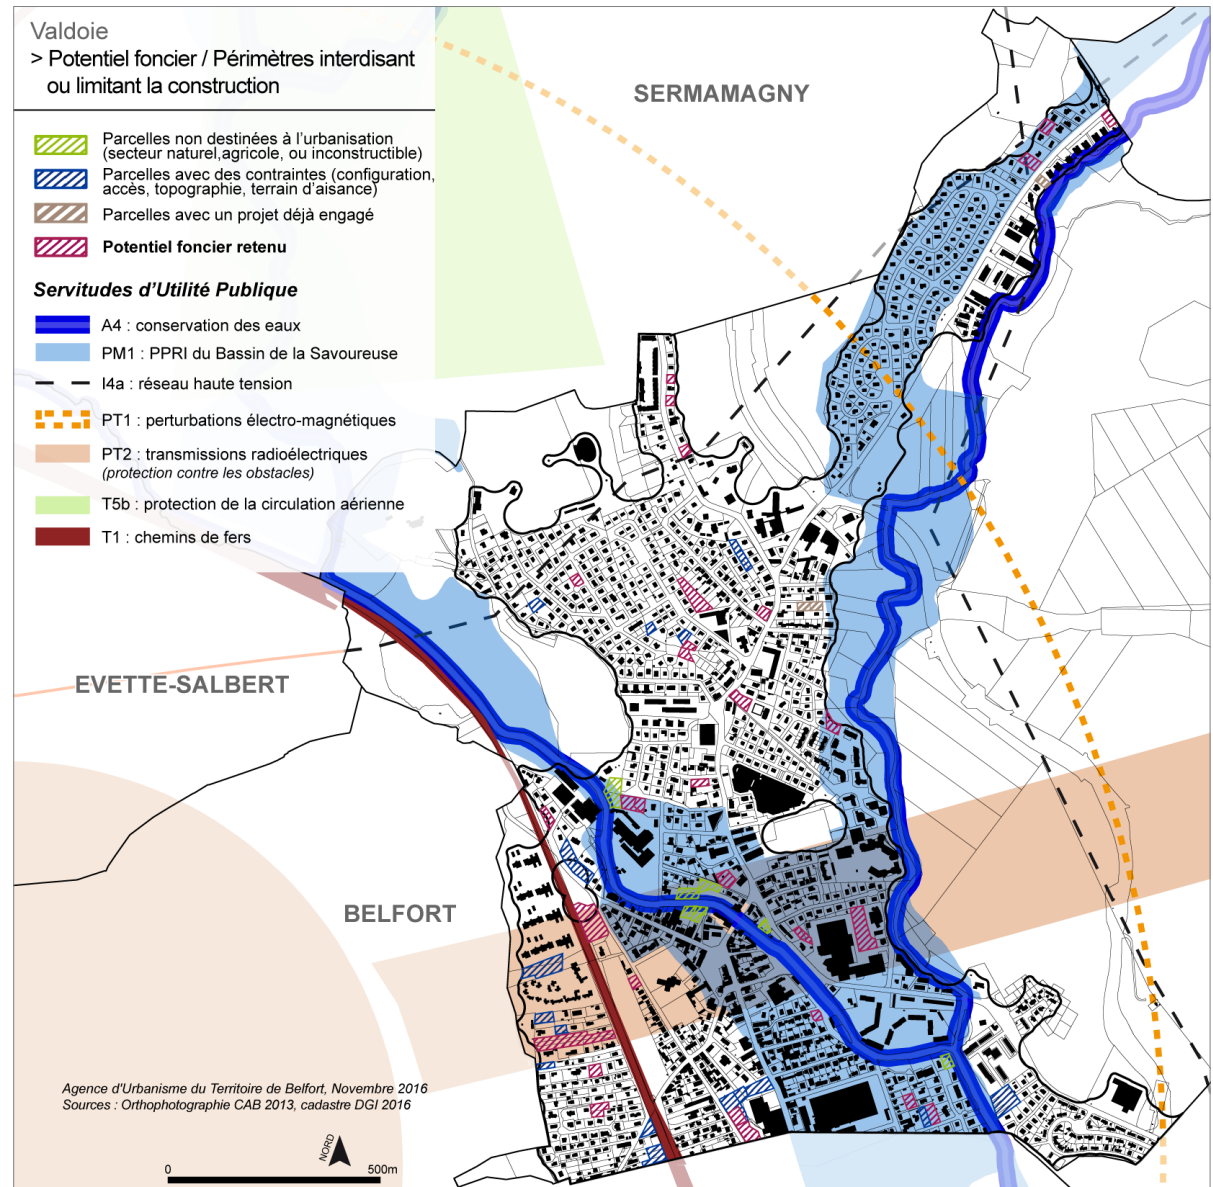 Valdoie
> Potentiel foncier / Périmètres interdisant
ou limitant la construction
Parcelles non destinées à l'urbanisation
(secteur naturel,agricole, ou inconstructible)
Parcelles avec des contraintes (configuration,
accès, topographie, terrain d'aisance)
Parcelles avec un projet déjà engagé
Potentiel foncier retenu
Servitudes d'Utilité Publique
A4 : conservation des eaux
PM1 : PPRI du Bassin de la Savoureuse
I4a : réseau haute tension
PT1 : perturbations électro-magnétiques
PT2 : transmissions radioélectriques
(protection contre les obstacles)
T5b : protection de la circulation aérienne
T1 : chemins de fers
SERMAMAGNY
EVETTE-SALBERT
BELFORT
Agence d'Urbanisme du Territoire de Belfort, Novembre 2016
Sources : Orthophotographie CAB 2013, cadastre DGI 2016
NORD
0 500m